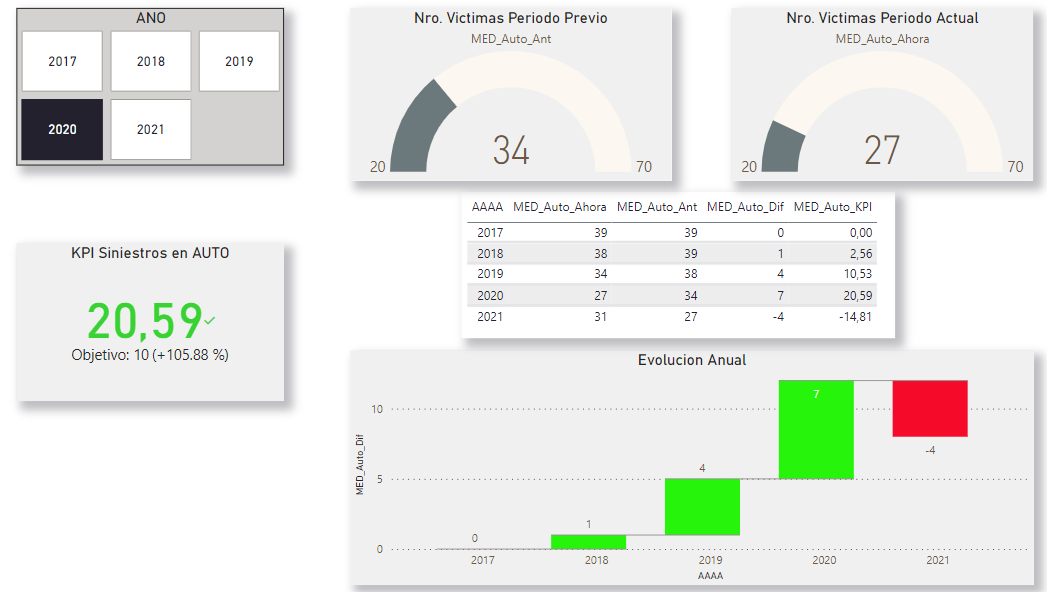 ANO
2017 2018 2019
2020 2021
Nro. Victimas Periodo Previo
MED_Auto_Ant
34
20 70
Nro. Victimas Periodo Actual
MED_Auto_Ahora
27
20 70
AAAA MED_Auto_Ahora MED_Auto_Ant MED_Auto_Dif MED_Auto_KPI
2017 39 39 0 0,00
2018 38 39 1 2,56
2019 34 38 4 10,53
2020 27 34 7 20,59
2021 31 27 -4 -14,81
KPI Siniestros en AUTO
20,59
Objetivo: 10 (+105.88 %)
Evolucion Anual
MED_Auto_Dif
10
5
0
0
1
4
7
-4
2017 2018 2019 2020 2021
AAAA